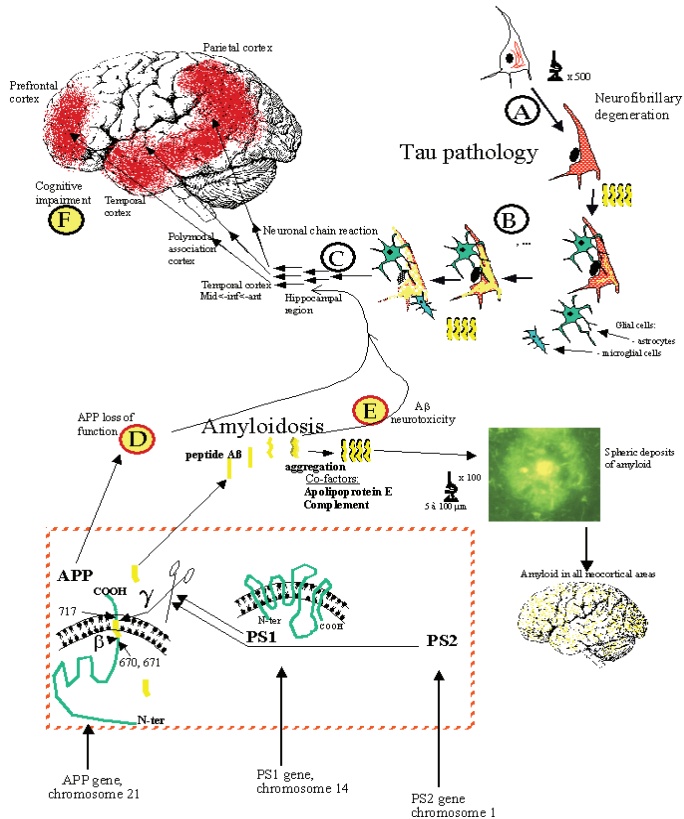 Parietal cortex
Prefrontal
cortex
x 500
A
Neurofibrillary
degeneration
Tau pathology
Cognitive
impairment
F
Temporal
cortex
B
, ...
Polymodal
association
cortex
Neuronal chain reaction
C
Temporal cortex
Mid<-inf<-ant
Hippocampal
region
Glial cells:
- astrocytes
- microglial cells
APP loss of
function
D
Amyloidosis
E
Aβ
neurotoxicity
peptide Aß
aggregation
Co-factors:
Apolipoprotein E
Complement
x 100
5 à 100 µm
Spheric deposits
of amyloid
Amyloid in all neocortical areas
APP
COOH
γ
717
β
670, 671
N-ter
N-ter
COOH
PS1
PS2
APP gene,
chromosome 21
PS1 gene,
chromosome 14
PS2 gene
chromosome 1